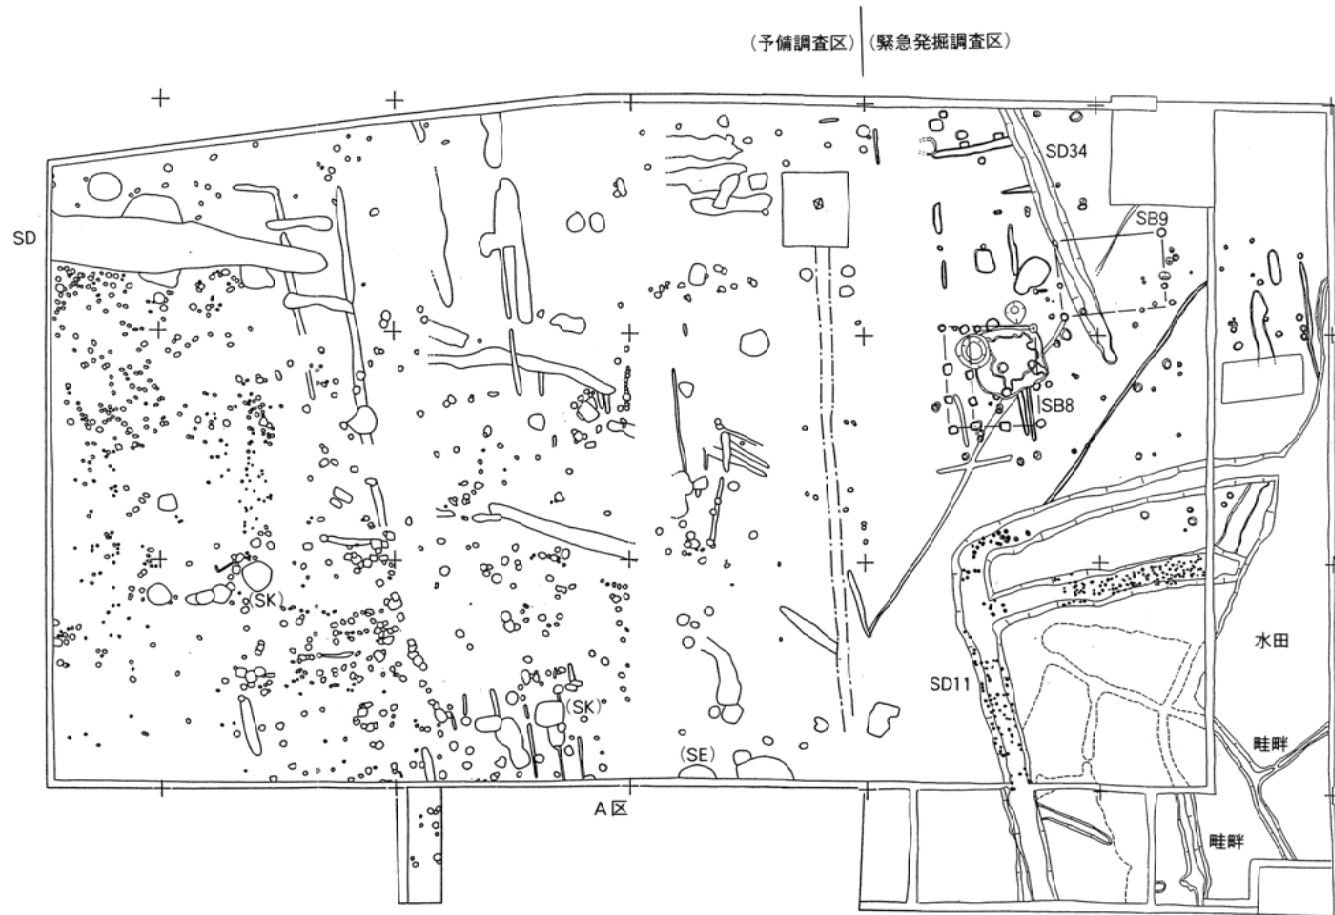 (予備調査区) (緊急発掘調査区)
SD34
SB9
SD
SB8
(SK)
水田
SD11
(SK)
畦畔
(SE)
A区
畦畔